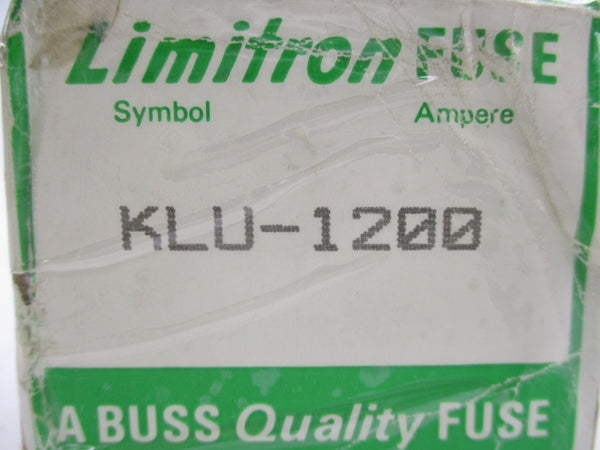 Limitron FUSE
Symbol Ampere
KLU-1200
A BUSS Quality FUSE